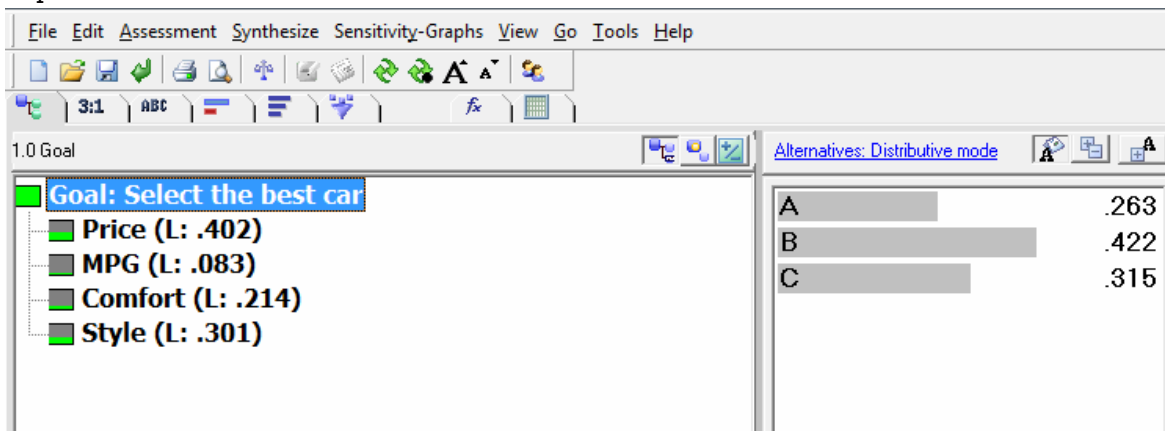 File Edit Assessment Synthesize Sensitivity-Graphs View Go Tools Help
A A
3:1 ABC fx
1.0 Goal
Alternatives: Distributive mode A A
Goal: Select the best car
Price (L: .402)
MPG (L: .083)
Comfort (L: .214)
Style (L: .301)
A .263
B .422
C .315